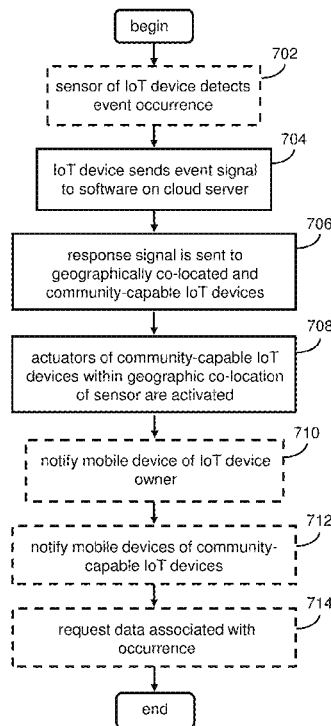 begin
702
sensor of IoT device detects
event occurrence
704
IoT device sends event signal
to software on cloud server
706
response signal is sent to
geographically co-located and
community-capable IoT devices
708
actuators of community-capable IoT
devices within geographic co-location
of sensor are activated
710
notify mobile device of IoT device
owner
712
notify mobile devices of community-
capable IoT devices
714
request data associated with
occurrence
end